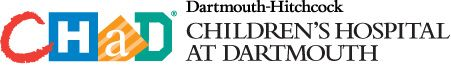 CHaD®
Dartmouth-Hitchcock
CHILDREN'S HOSPITAL
AT DARTMOUTH